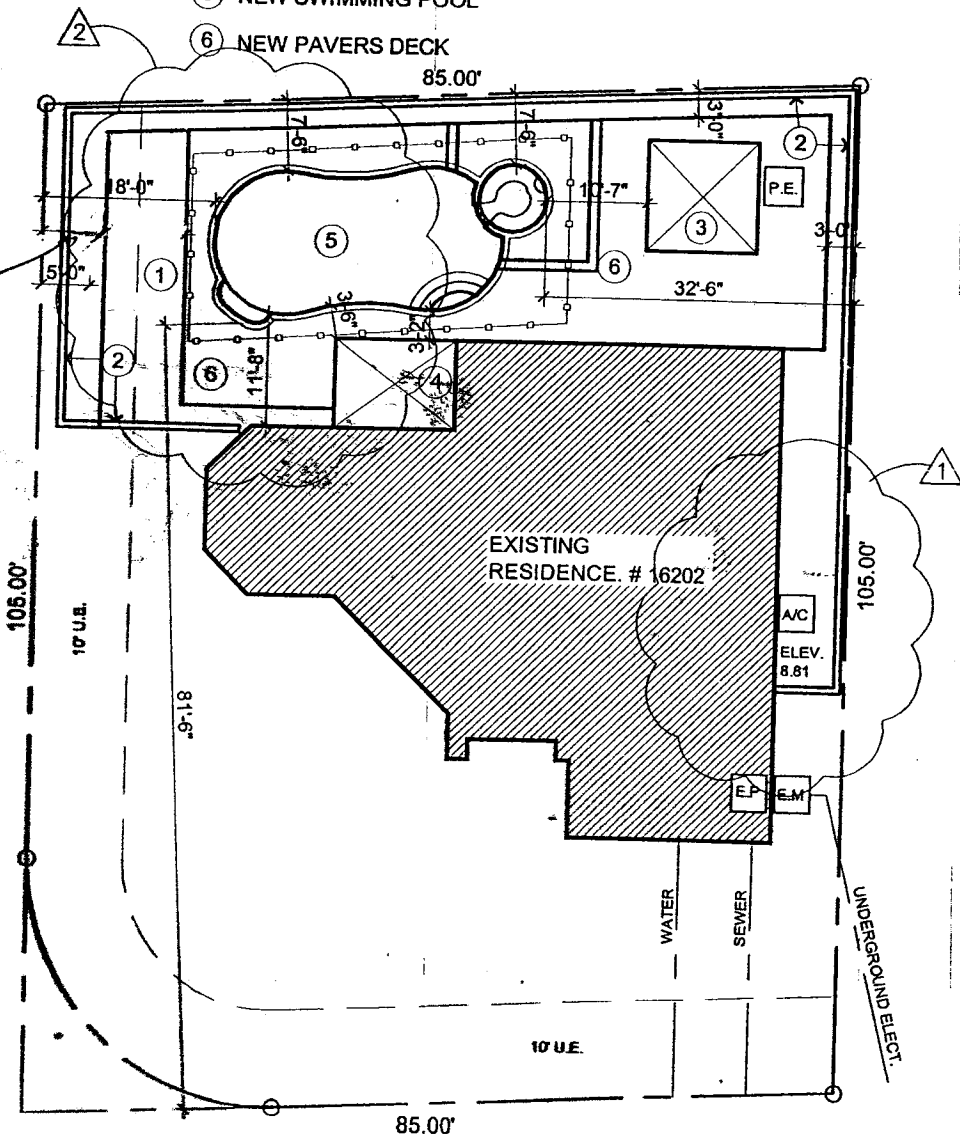 5 NEW SWIMMING POOL
6 NEW PAVERS DECK
2
85.00'
7'-6"
7'-6"
3'0"
2
18'-0"
10'-7"
P.E.
3
3'-0"
5
1
6
5'0"
32'-6"
3'-6"
3'-2"
2
6
11'-8"
4
1
EXISTING
RESIDENCE. # 16202
105.00'
105.00'
10' U.E.
A/C
ELEV.
8.81
81'-6"
E.P
E.M
WATER
SEWER
UNDERGROUND ELECT.
10' U.E.
85.00'